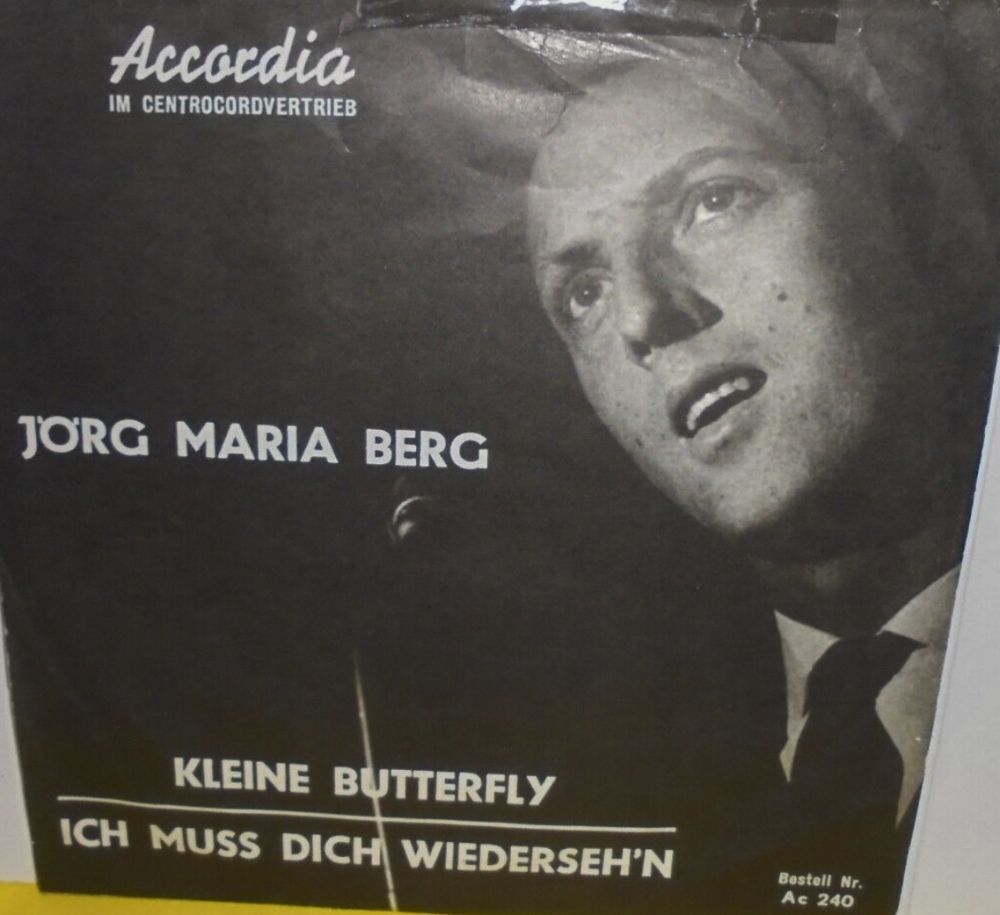 Accordia
IM CENTROCORDVERTRIEB
JÖRG MARIA BERG
KLEINE BUTTERFLY
ICH MUSS DICH WIEDERSEH'N
Bestell Nr.
Ac 240